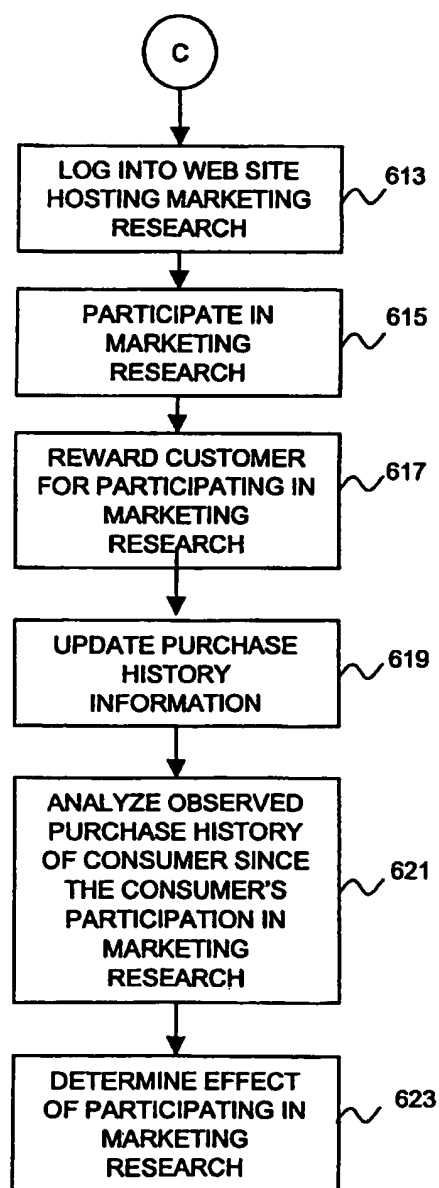 C
LOG INTO WEB SITE
HOSTING MARKETING
RESEARCH
613
PARTICIPATE IN
MARKETING
RESEARCH
615
REWARD CUSTOMER
FOR PARTICIPATING IN
MARKETING
RESEARCH
617
UPDATE PURCHASE
HISTORY
INFORMATION
619
ANALYZE OBSERVED
PURCHASE HISTORY
OF CONSUMER SINCE
THE CONSUMER'S
PARTICIPATION IN
MARKETING
RESEARCH
621
DETERMINE EFFECT
OF PARTICIPATING IN
MARKETING
RESEARCH
623